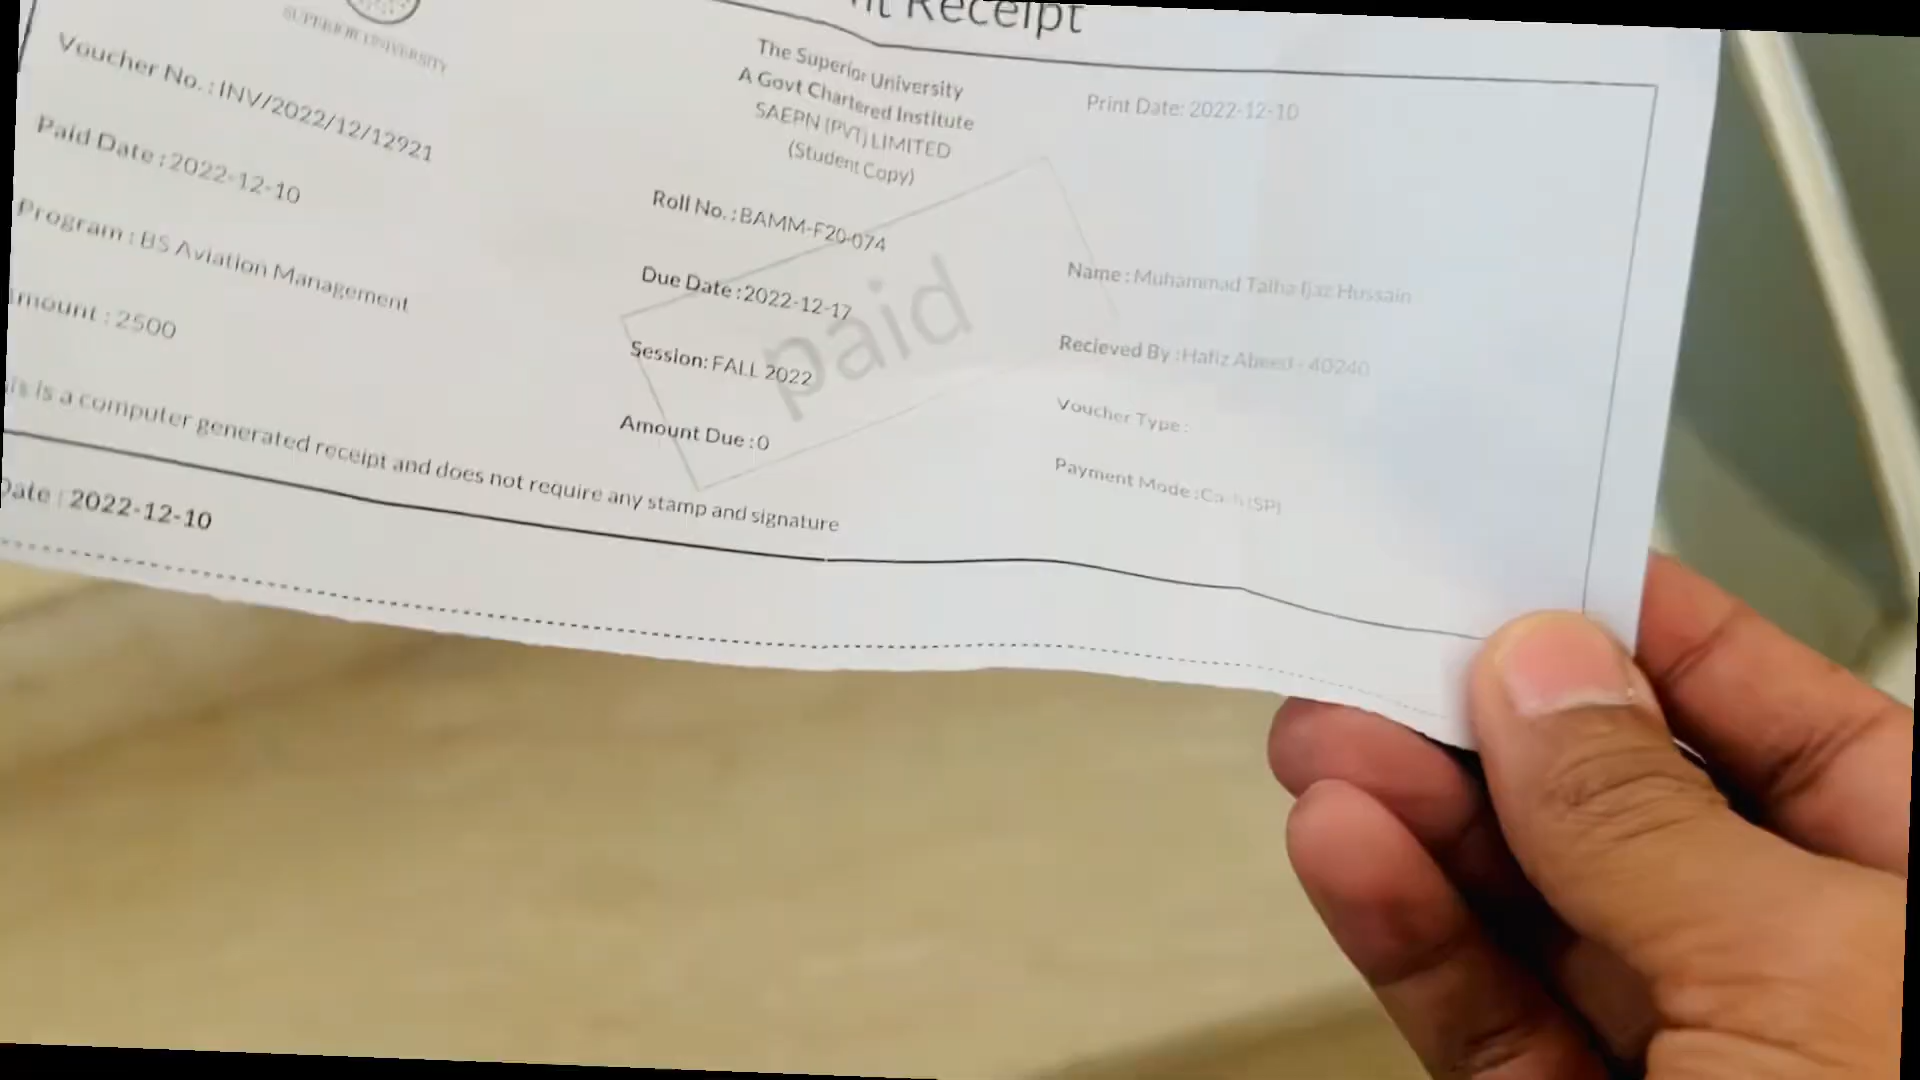 Receipt
SUPERIOR UNIVERSITY
The Superior University
A Govt Chartered Institute
SAEPN (PVT) LIMITED
(Student Copy)
Print Date: 2022-12-10
Voucher No. : INV/2022/12/12921
Roll No. : BAMM-F20-074
Name : Muhammad Talha Ijaz Hussain
Paid Date : 2022-12-10
Due Date : 2022-12-17
Recieved By : Hafiz Abeed - 40240
Program : BS Aviation Management
Session: FALL 2022
Voucher Type :
mount : 2500
Amount Due : 0
Payment Mode :
paid
is is a computer generated receipt and does not require any stamp and signature
Date : 2022-12-10